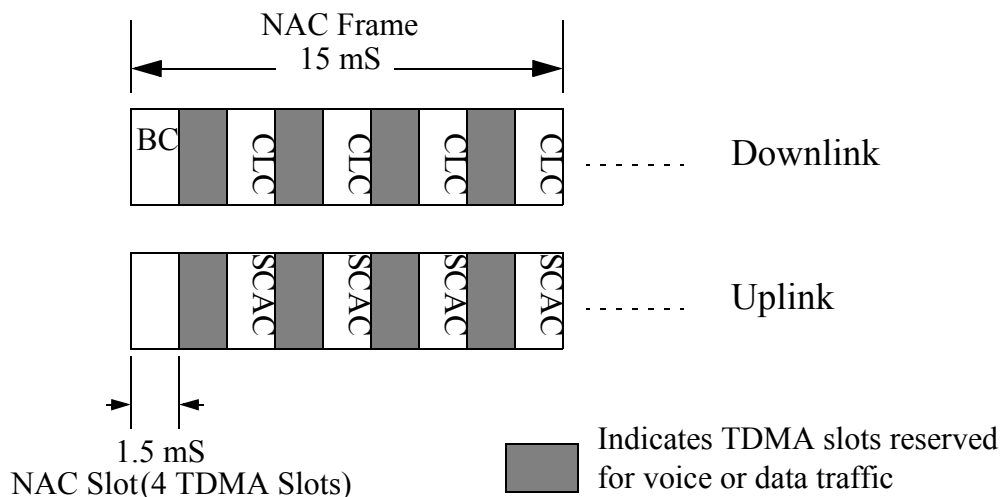 NAC Frame
15 mS
BC CLC CLC CLC CLC
Downlink
SCAC SCAC SCAC SCAC
Uplink
1.5 mS
NAC Slot(4 TDMA Slots)
Indicates TDMA slots reserved
for voice or data traffic